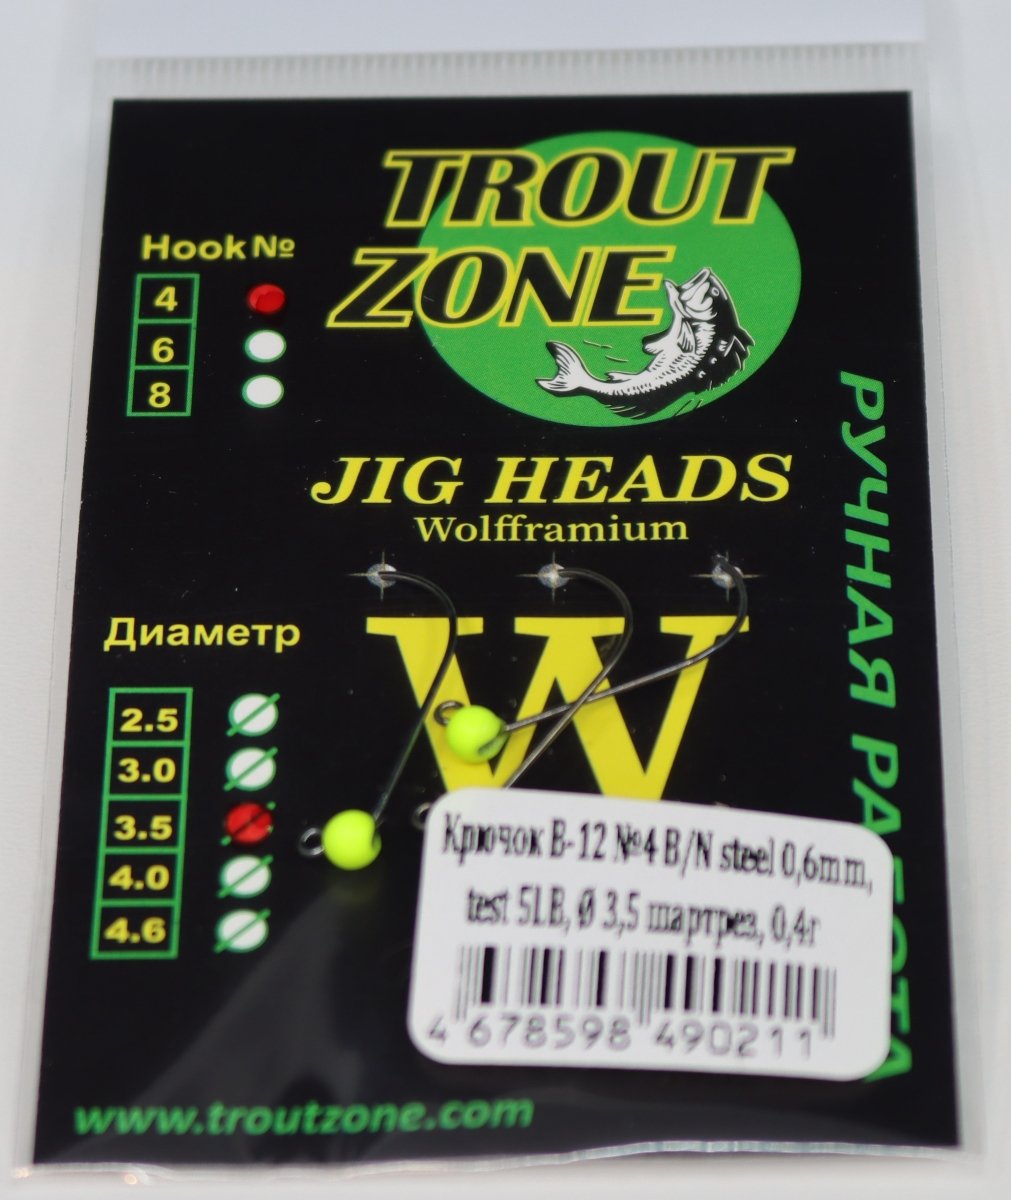 TROUT
ZONE
Hook №
4
6
8
JIG HEADS
Wolfframium
W
Диаметр
2.5
3.0
3.5
4.0
4.6
РУЧНАЯ РАБОТА
Крючок B-12 №4 B/N steel 0,6mm,
test 5LB, Ø 3,5 шартрез, 0,4г
4 678598 490211
www.troutzone.com